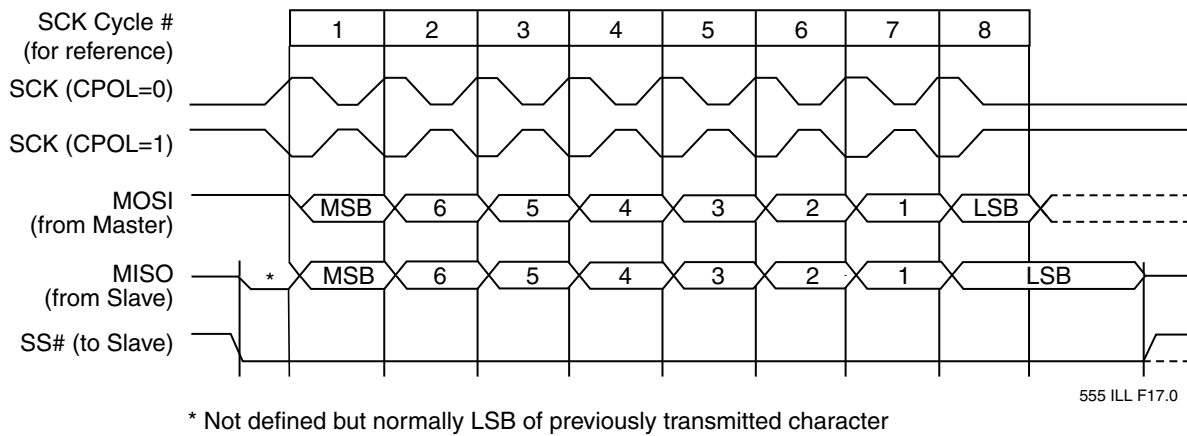 SCK Cycle #
(for reference)
1 2 3 4 5 6 7 8
SCK (CPOL=0)
SCK (CPOL=1)
MOSI
(from Master)
MSB 6 5 4 3 2 1 LSB
MISO
(from Slave)
* MSB 6 5 4 3 2 1 LSB
SS# (to Slave)
555 ILL F17.0
* Not defined but normally LSB of previously transmitted character